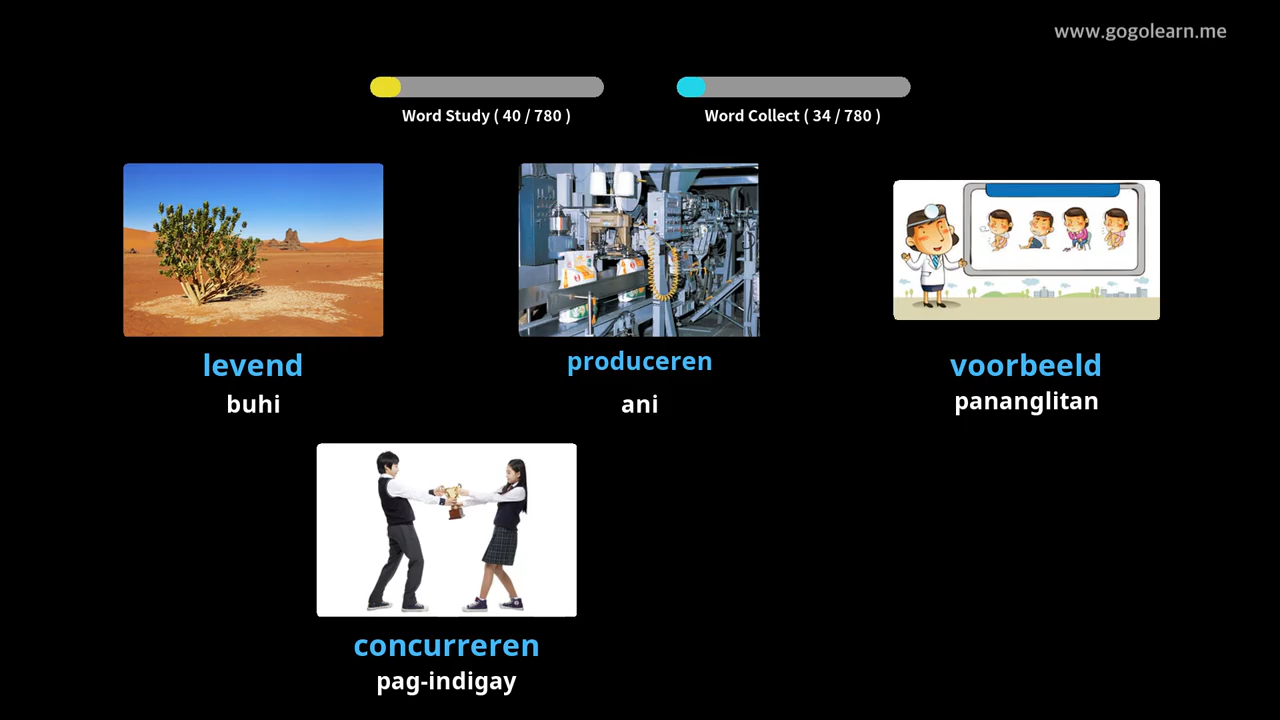 www.gogolearn.me
Word Study ( 40 / 780 )
Word Collect ( 34 / 780 )
levend
buhi
produceren
ani
voorbeeld
pananglitan
concurreren
pag-indigay